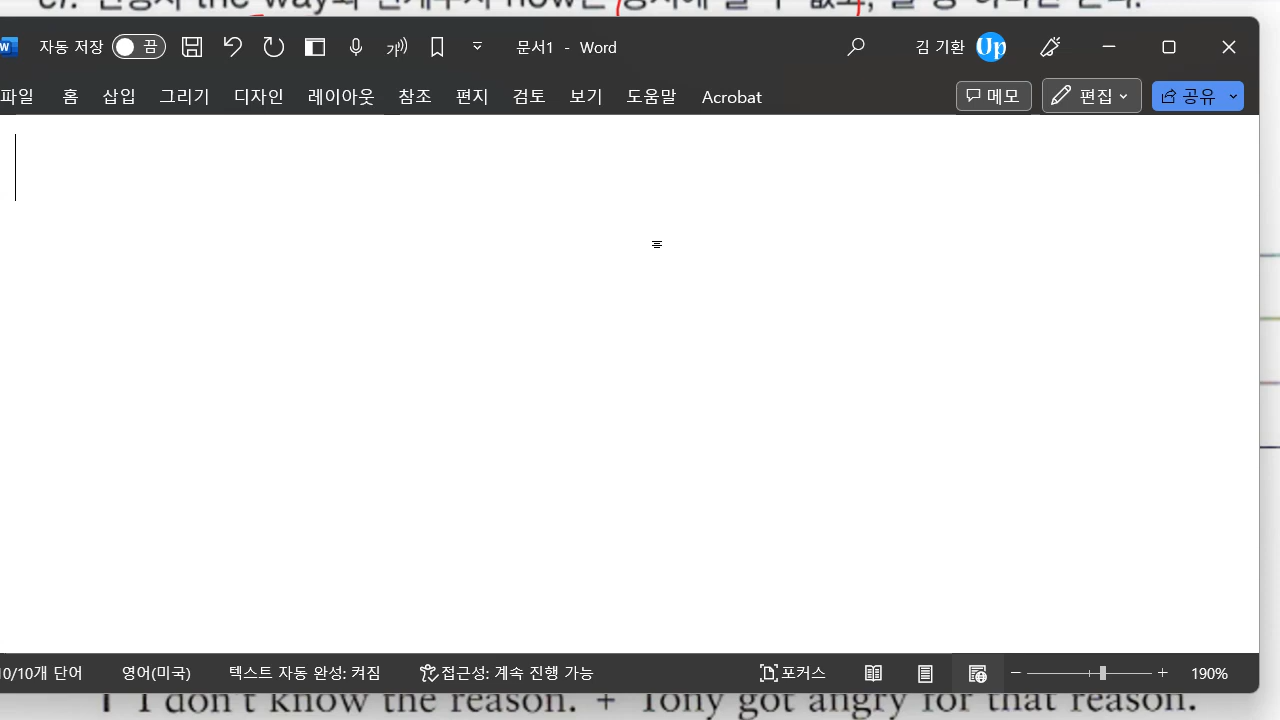 the way
자동 저장 끔 문서1 - Word 김 기환 Up
파일 홈 삽입 그리기 디자인 레이아웃 참조 편지 검토 보기 도움말 Acrobat 메모 편집 공유
10/10개 단어 영어(미국) 텍스트 자동 완성: 켜짐 접근성: 계속 진행 가능 포커스 190%
I don't know the reason. + Tony got angry for that reason.